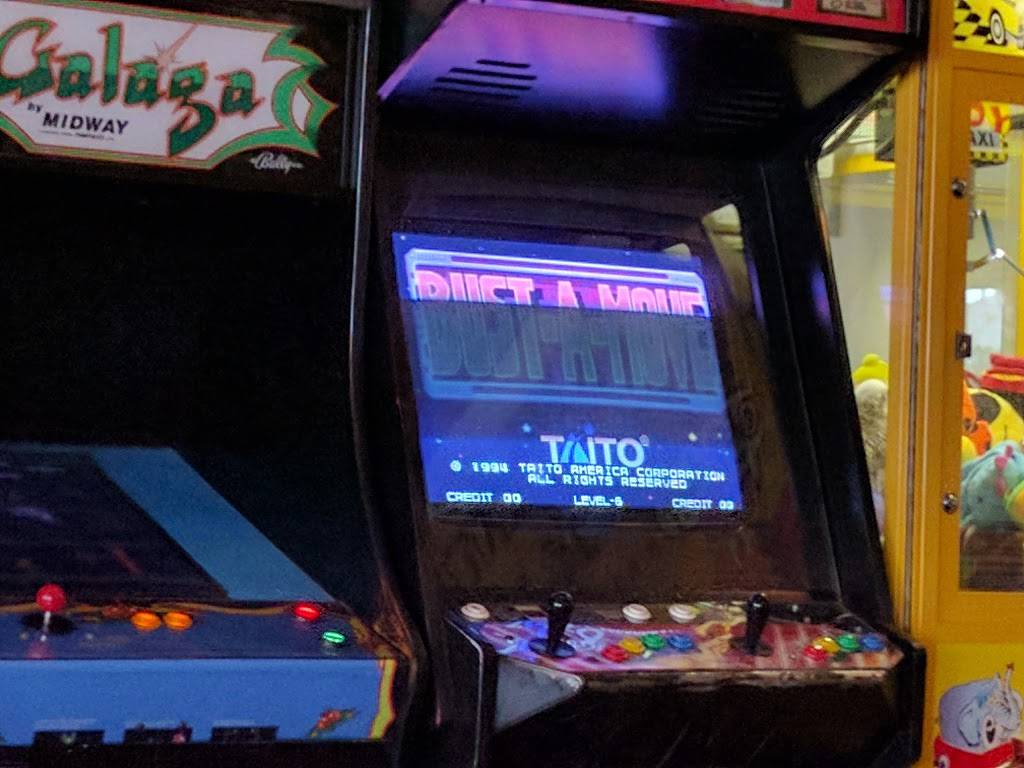 Galaga
by MIDWAY
Bally
BUST-A-MOVE
TAITO®
© 1994 TAITO AMERICA CORPORATION
ALL RIGHTS RESERVED
CREDIT 00 LEVEL-6 CREDIT 00
AXI